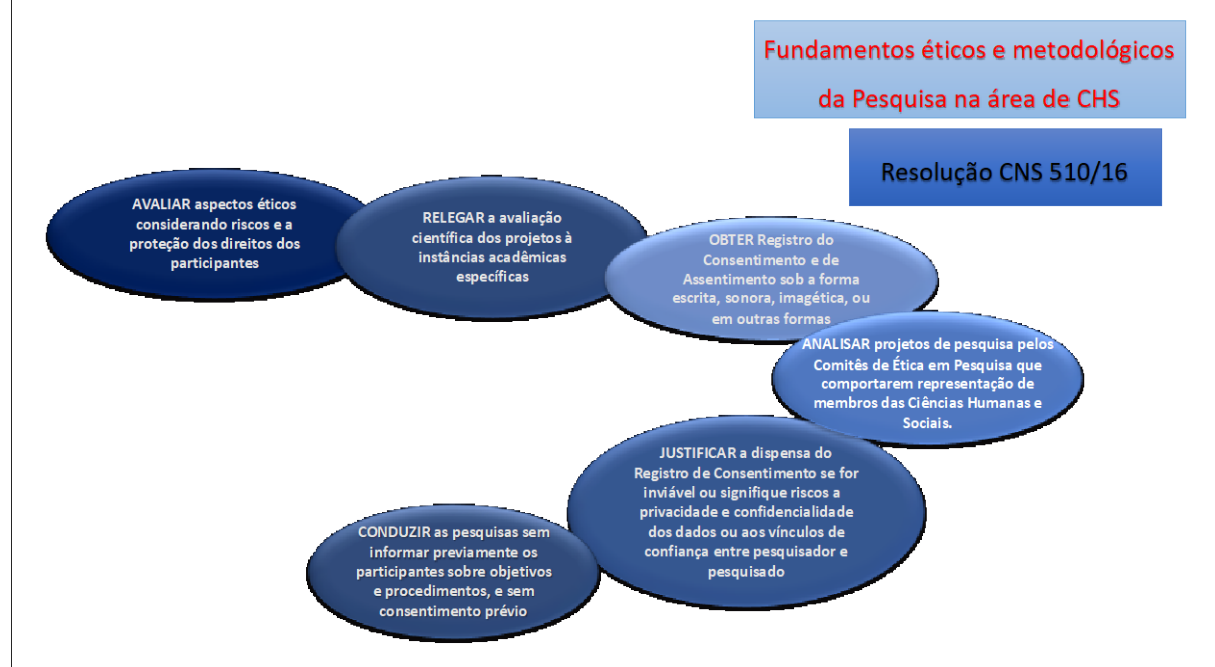 Fundamentos éticos e metodológicos
da Pesquisa na área de CHS
Resolução CNS 510/16
AVALIAR aspectos éticos
considerando riscos e a
proteção dos direitos dos
participantes
RELEGAR a avaliação
científica dos projetos à
instâncias acadêmicas
específicas
OBTER Registro do
Consentimento e de
Assentimento sob a forma
escrita, sonora, imagética, ou
em outras formas
ANALISAR projetos de pesquisa pelos
Comitês de Ética em Pesquisa que
comportarem representação de
membros das Ciências Humanas e
Sociais.
JUSTIFICAR a dispensa do
Registro de Consentimento se for
inviável ou signifique riscos a
privacidade e confidencialidade
dos dados ou aos vínculos de
confiança entre pesquisador e
pesquisado
CONDUZIR as pesquisas sem
informar previamente os
participantes sobre objetivos
e procedimentos, e sem
consentimento prévio